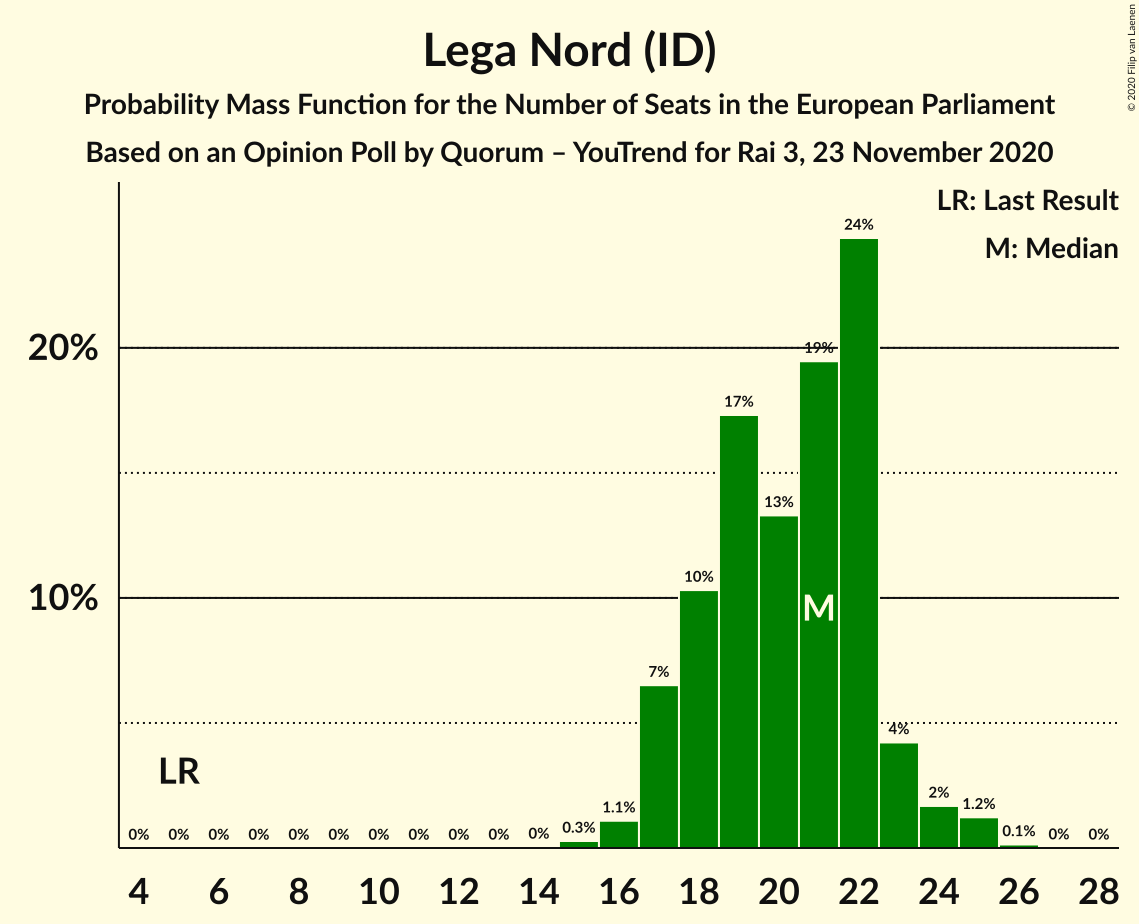 © 2020 Filip van Laenen
Lega Nord (ID)
Probability Mass Function for the Number of Seats in the European Parliament
Based on an Opinion Poll by Quorum – YouTrend for Rai 3, 23 November 2020
LR: Last Result
M: Median
24%
20%
19%
17%
13%
10%
10%
M
7%
4%
LR
2%
1.2%
1.1%
0% 0% 0% 0% 0% 0% 0% 0% 0% 0% 0% 0.3% 0.1% 0% 0%
4 6 8 10 12 14 16 18 20 22 24 26 28